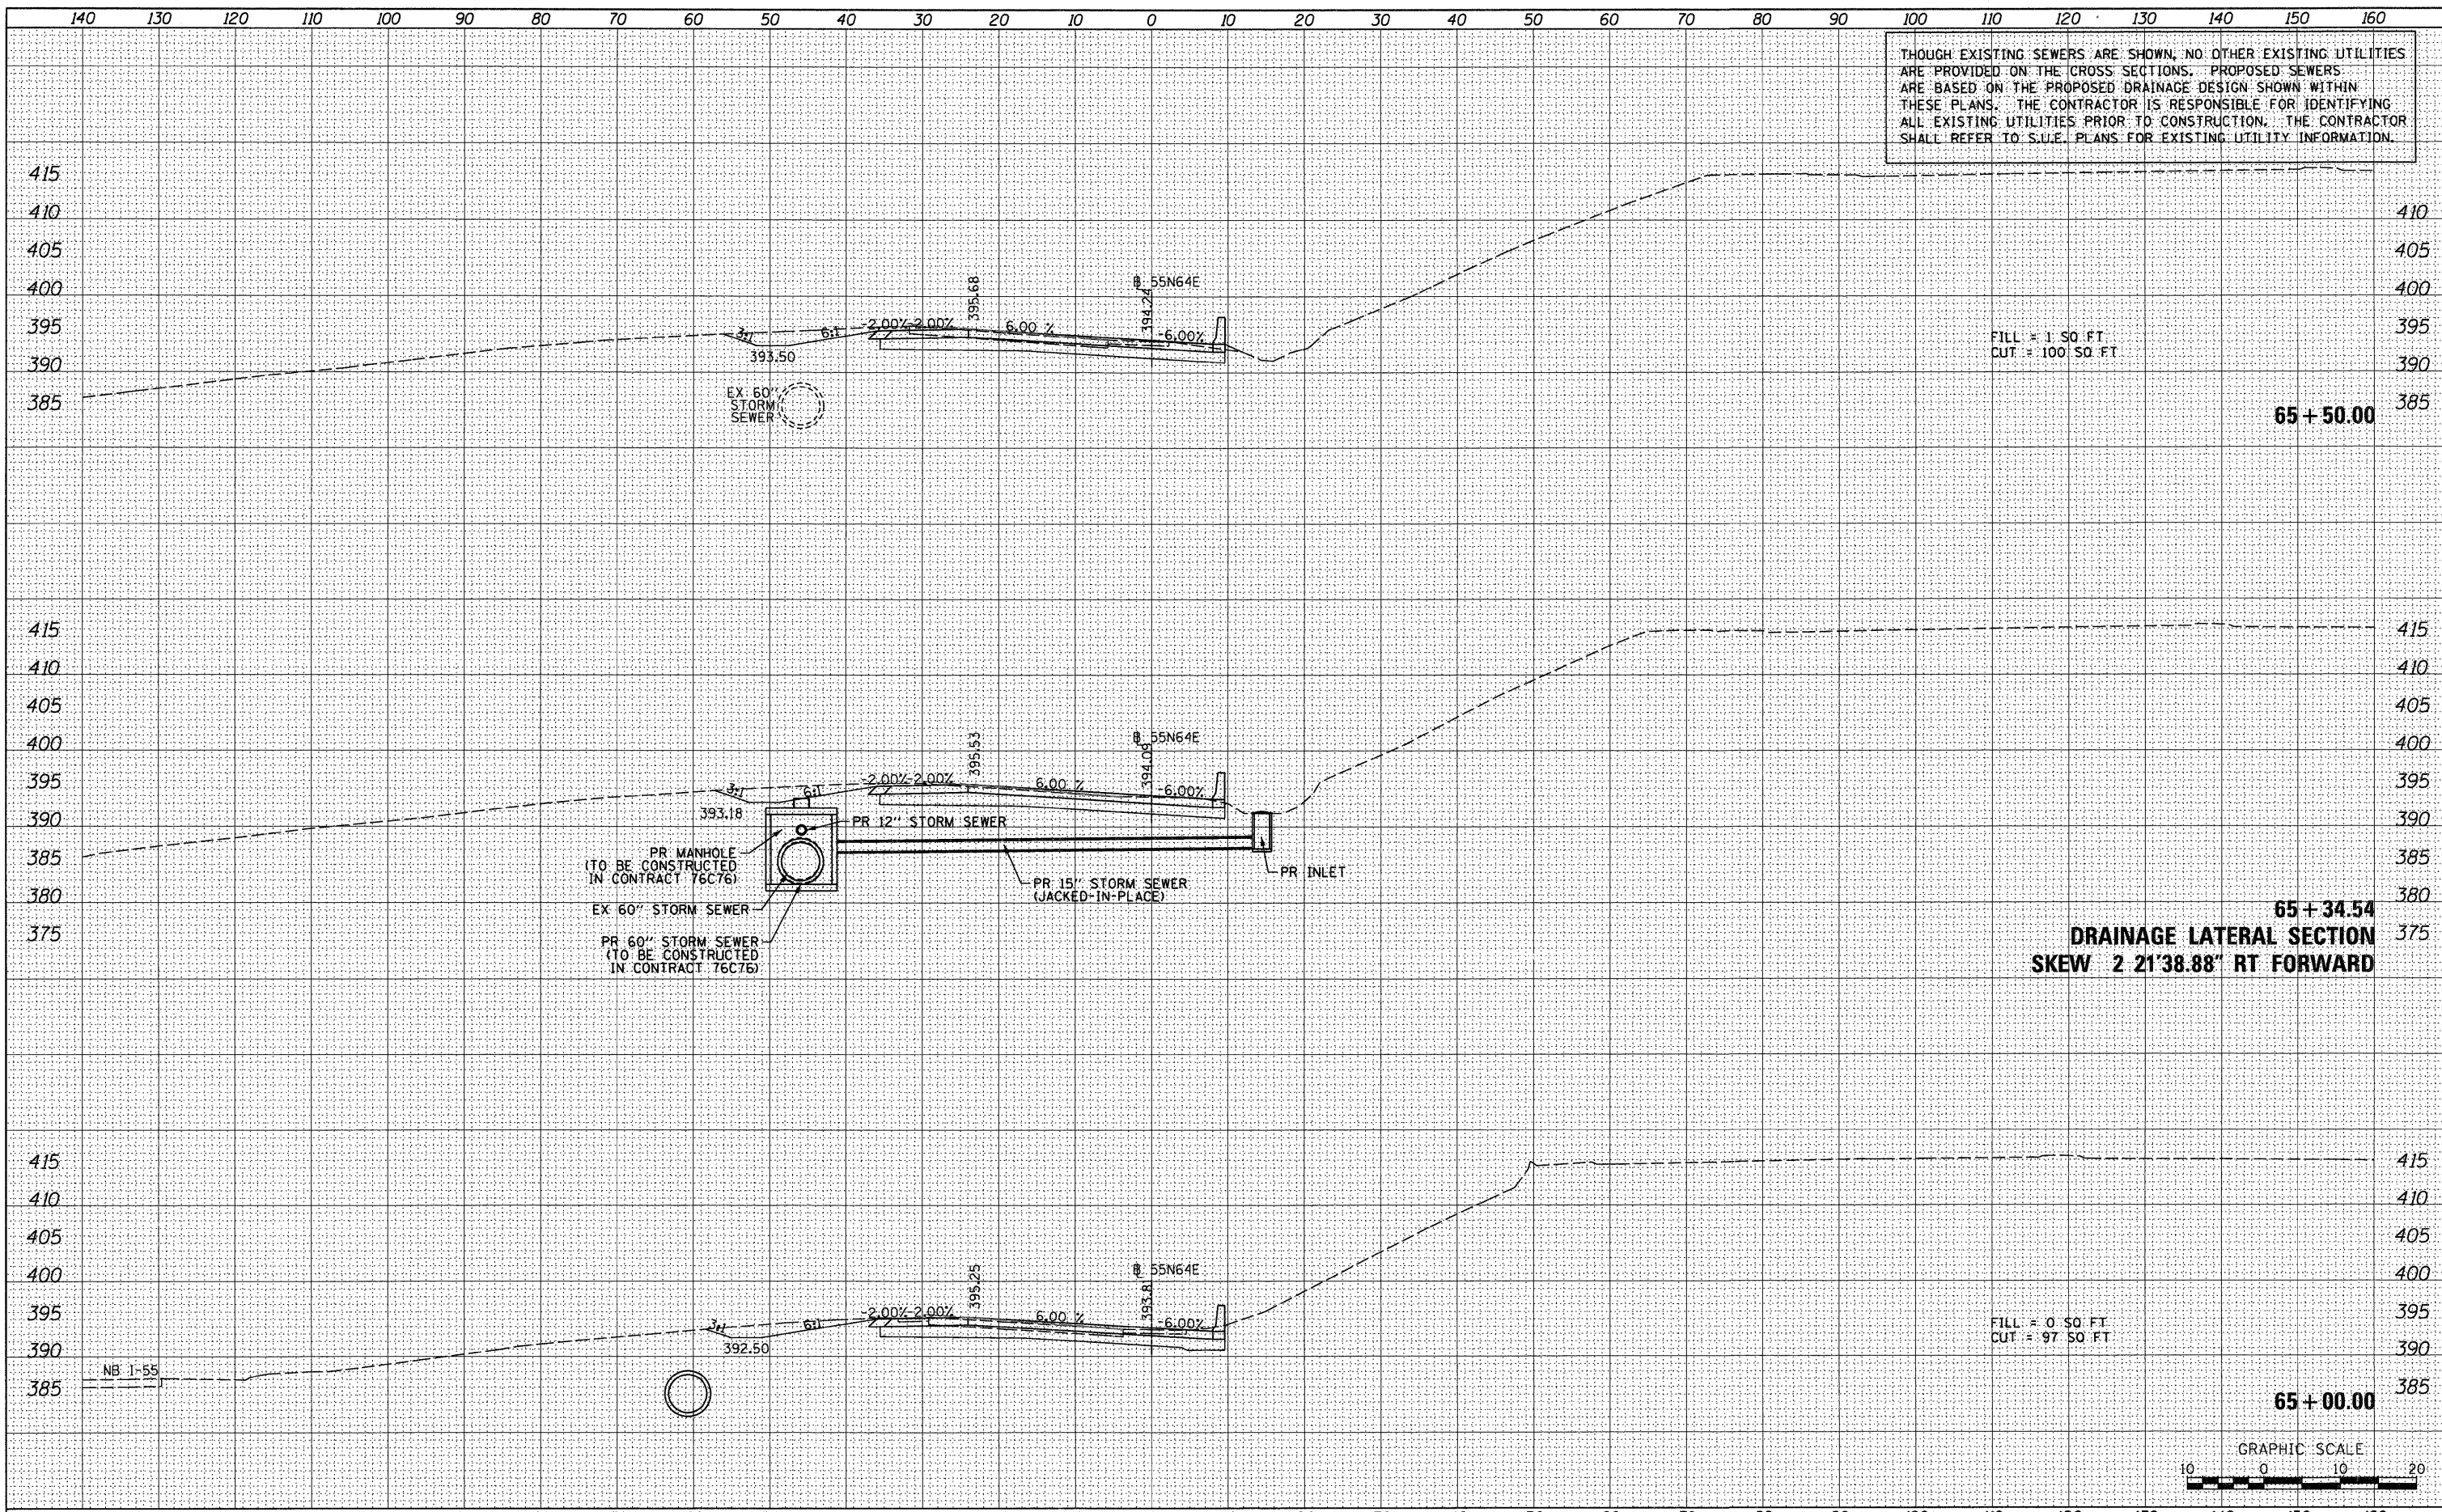 140 130 120 110 100 90 80 70 60 50 40 30 20 10 0 10 20 30 40 50 60 70 80 90 100 110 120 130 140 150 160
THOUGH EXISTING SEWERS ARE SHOWN, NO OTHER EXISTING UTILITIES
ARE PROVIDED ON THE CROSS SECTIONS. PROPOSED SEWERS
ARE BASED ON THE PROPOSED DRAINAGE DESIGN SHOWN WITHIN
THESE PLANS. THE CONTRACTOR IS RESPONSIBLE FOR IDENTIFYING
ALL EXISTING UTILITIES PRIOR TO CONSTRUCTION. THE CONTRACTOR
SHALL REFER TO S.U.E. PLANS FOR EXISTING UTILITY INFORMATION.
415
410 410
405 405
400 400
395 395
390 390
385 385
395.68
394.24
55N64E
3:1 6:1 -2.00% -2.00% 6.00 % -6.00%
393.50
EX 60"
STORM
SEWER
FILL = 1 SQ FT
CUT = 100 SQ FT
65+50.00
415 415
410 410
405 405
400 400
395 395
390 390
385 385
380 380
375 375
395.53
394.09
55N64E
3:1 6:1 -2.00% -2.00% 6.00 % -6.00%
393.18
PR 12" STORM SEWER
PR MANHOLE
(TO BE CONSTRUCTED
IN CONTRACT 76C76)
PR 15" STORM SEWER
(JACKED-IN-PLACE)
PR INLET
EX 60" STORM SEWER
PR 60" STORM SEWER
(TO BE CONSTRUCTED
IN CONTRACT 76C76)
65+34.54
DRAINAGE LATERAL SECTION
SKEW 2 21'38.88" RT FORWARD
415 415
410 410
405 405
400 400
395 395
390 390
385 385
395.25
393.81
55N64E
3:1 6:1 -2.00% -2.00% 6.00 % -6.00%
392.50
NB I-55
FILL = 0 SQ FT
CUT = 97 SQ FT
65+00.00
GRAPHIC SCALE
10 0 10 20